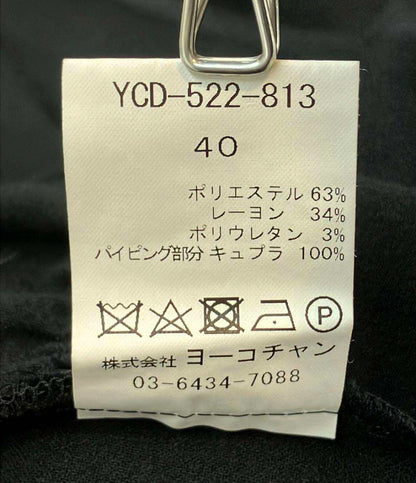 YCD-522-813
40
ポリエステル 63%
レーヨン 34%
ポリウレタン 3%
パイピング部分 キュプラ 100%
P
株式会社 ヨーコチャン
03-6434-7088